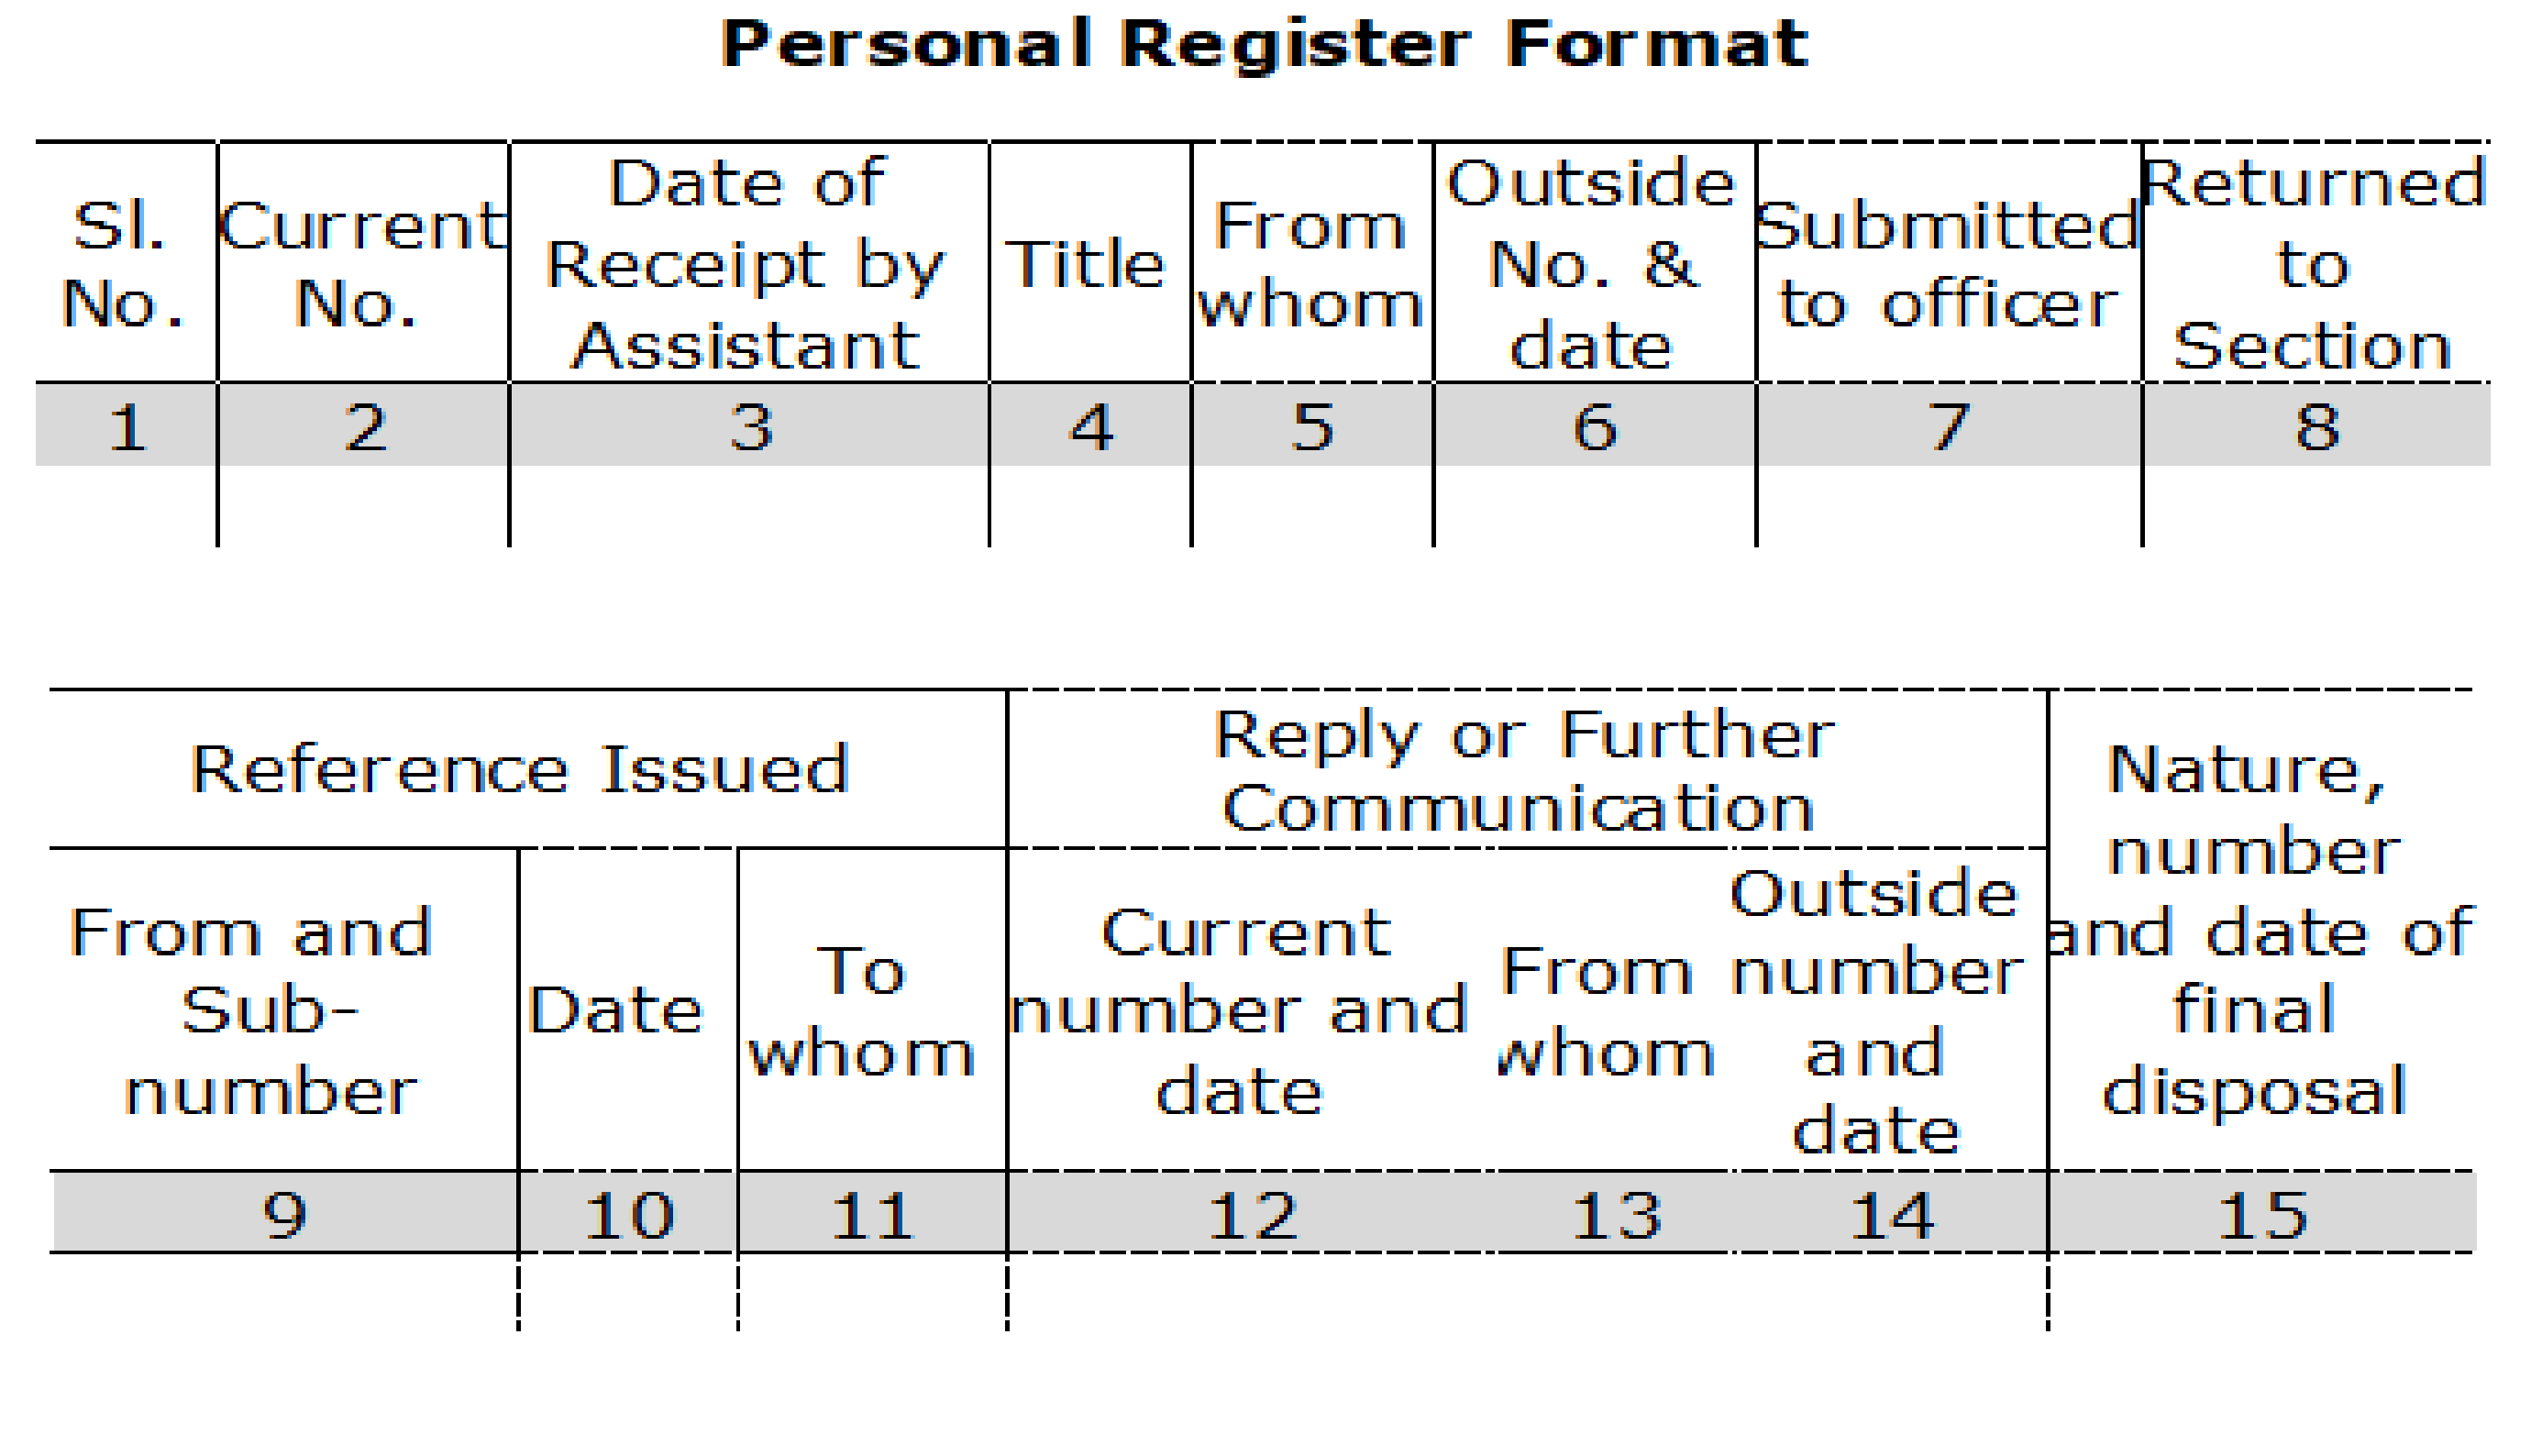 Personal Register Format
Sl. No.
Current No.
Date of Receipt by Assistant
Title
From whom
Outside No. & date
Submitted to officer
Returned to Section
1 2 3 4 5 6 7 8
Reference Issued
Reply or Further Communication
Nature, number and date of final disposal
From and Sub-number
Date
To whom
Current number and date
From whom
Outside number and date
9 10 11 12 13 14 15